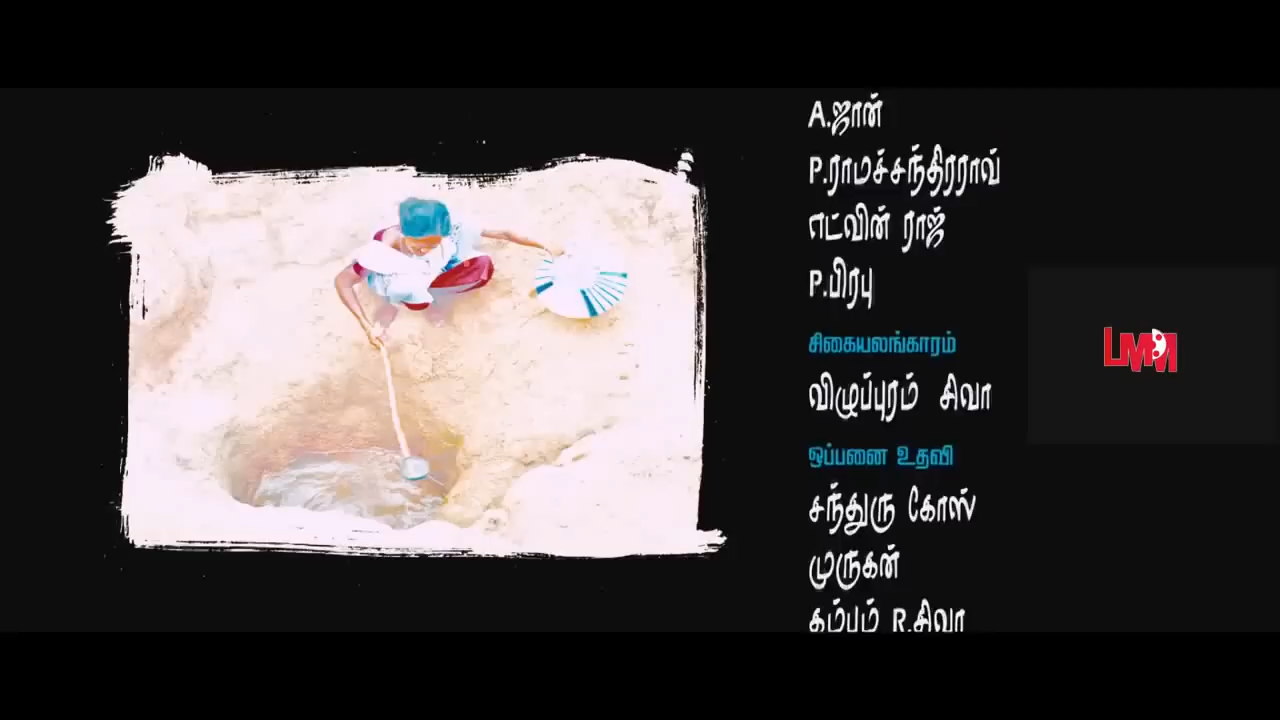 A.ஜான்
P.ராமச்சந்திரராவ்
எட்வின் ராஜ்
P.பிரபு
சிகையலங்காரம்
விழுப்புரம் சிவா
ஒப்பனை உதவி
சந்துரு கோஸ்
முருகன்
கம்பம் R.சிவா
LMM